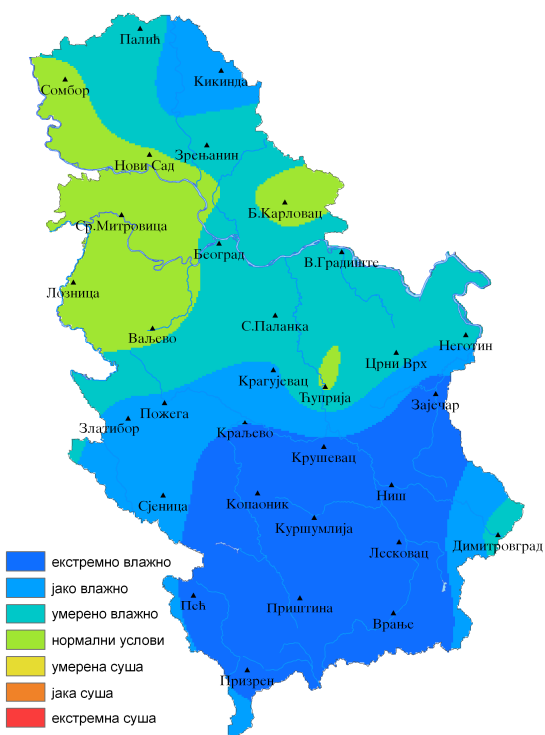 Палић
Кикинда
Сомбор
Зрењанин
Нови Сад
Б.Карловац
Ср.Митровица
Београд
В.Градиште
Лозница
С.Паланка
Ваљево
Неготин
Црни Врх
Крагујевац
Ћуприја
Зајечар
Пожега
Златибор
Краљево
Крушевац
Ниш
Копаоник
Сјеница
Куршумлија
Димитровград
Лесковац
Пећ
Приштина
Врање
Призрен
екстремно влажно
јако влажно
умерено влажно
нормални услови
умерена суша
јака суша
екстремна суша